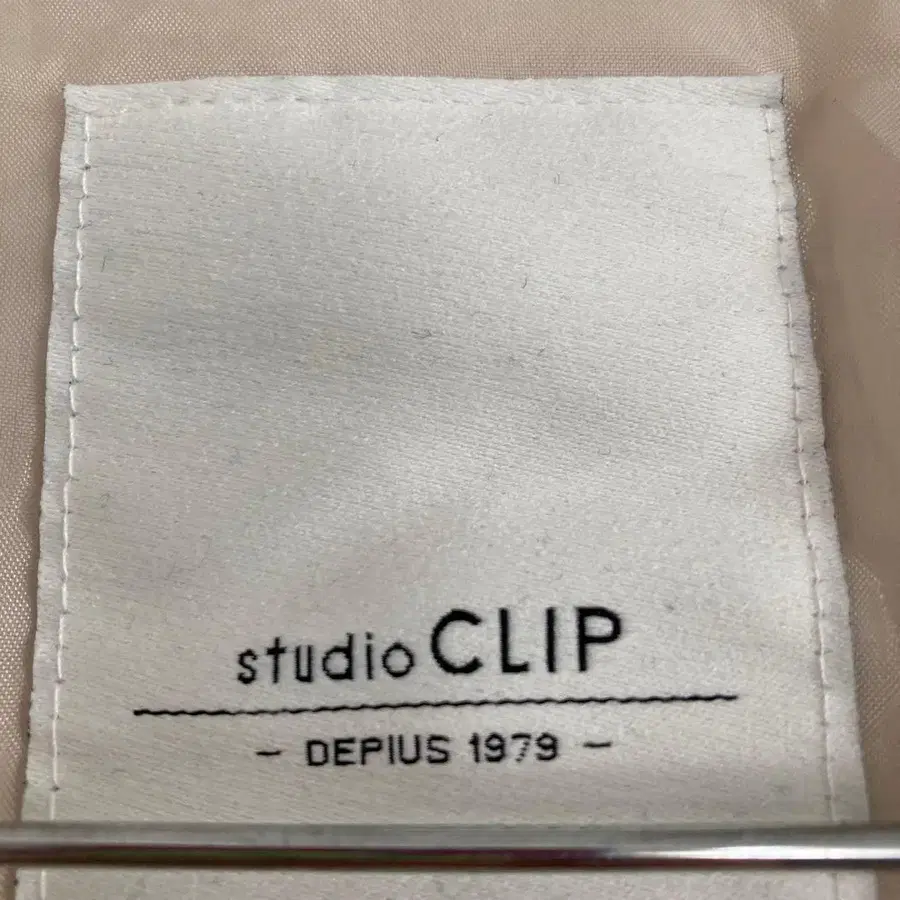 studio CLIP
- DEPIUS 1979 -